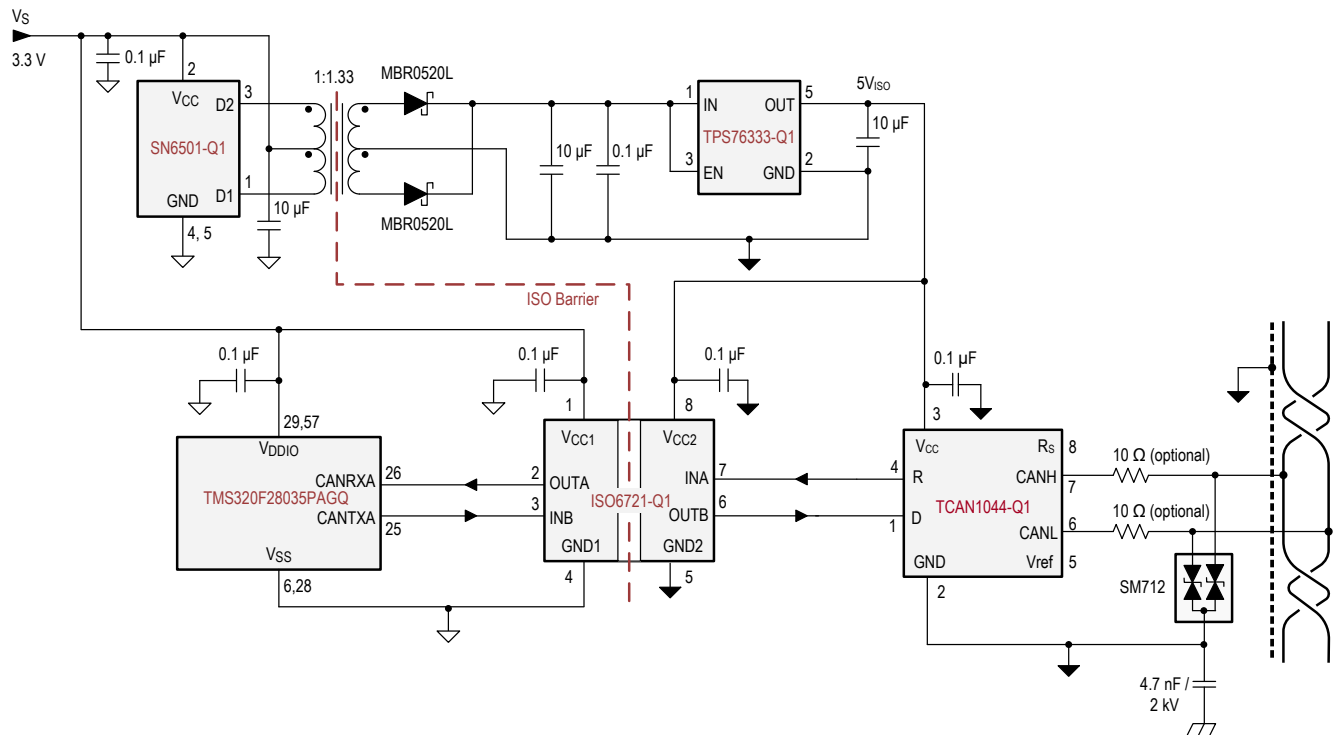 VS
3.3 V
0.1 µF
2
VCC
D2
3
SN6501-Q1
D1
1
GND
4, 5
10 µF
1:1.33
MBR0520L
MBR0520L
10 µF
0.1 µF
1
IN
OUT
5
TPS76333-Q1
3
EN
GND
2
5VISO
10 µF
ISO Barrier
0.1 µF
0.1 µF
0.1 µF
0.1 µF
29,57
VDDIO
CANRXA
26
TMS320F28035PAGQ
CANTXA
25
VSS
6,28
1
VCC1
2
OUTA
3
INB
GND1
4
ISO6721-Q1
8
VCC2
INA
7
OUTB
6
GND2
5
3
VCC
RS
8
4
R
CANH
7
TCAN1044-Q1
1
D
CANL
6
GND
Vref
5
2
10 Ω (optional)
10 Ω (optional)
SM712
4.7 nF /
2 kV